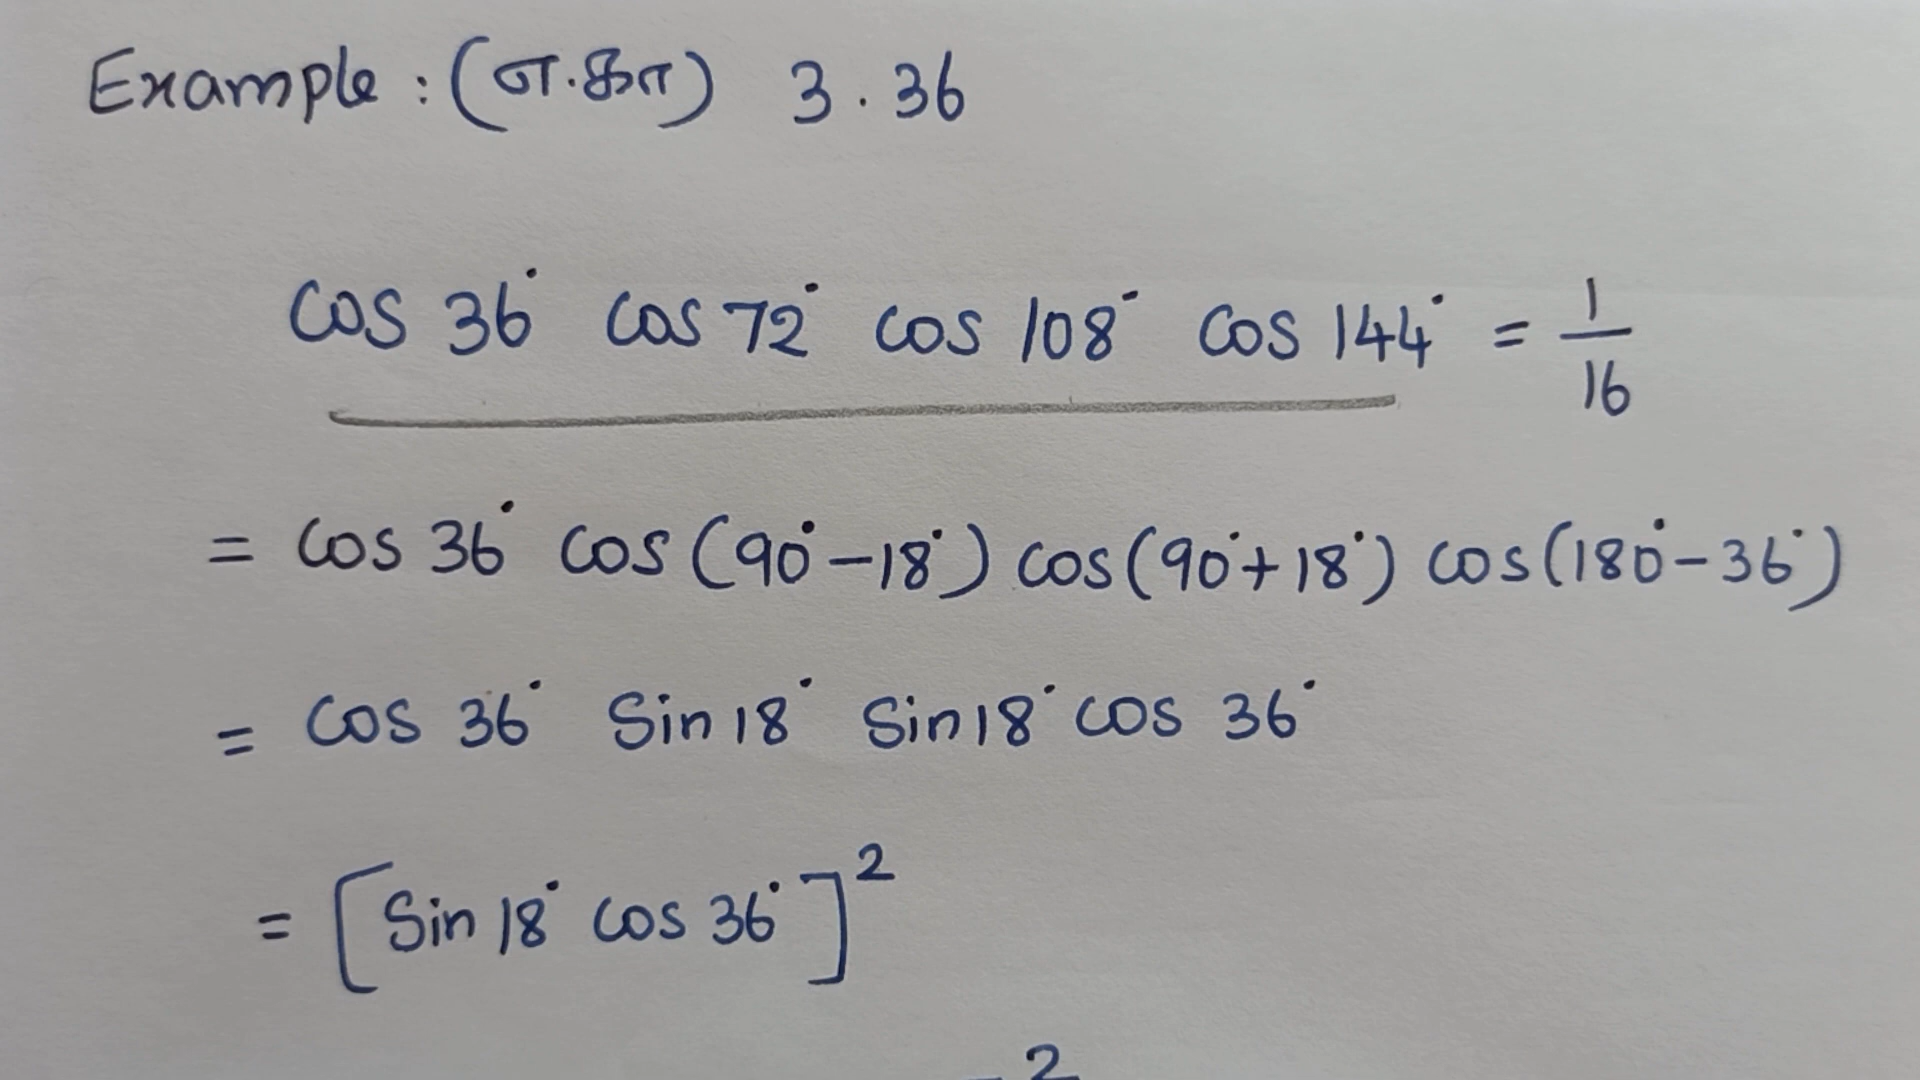 Example : (எ.கா) 3.36
cos 36° cos 72° cos 108° cos 144° = 1/16
= cos 36° cos (90° - 18°) cos (90° + 18°) cos (180° - 36°)
= cos 36° Sin 18° Sin 18° cos 36°
= [Sin 18° cos 36°]²
2